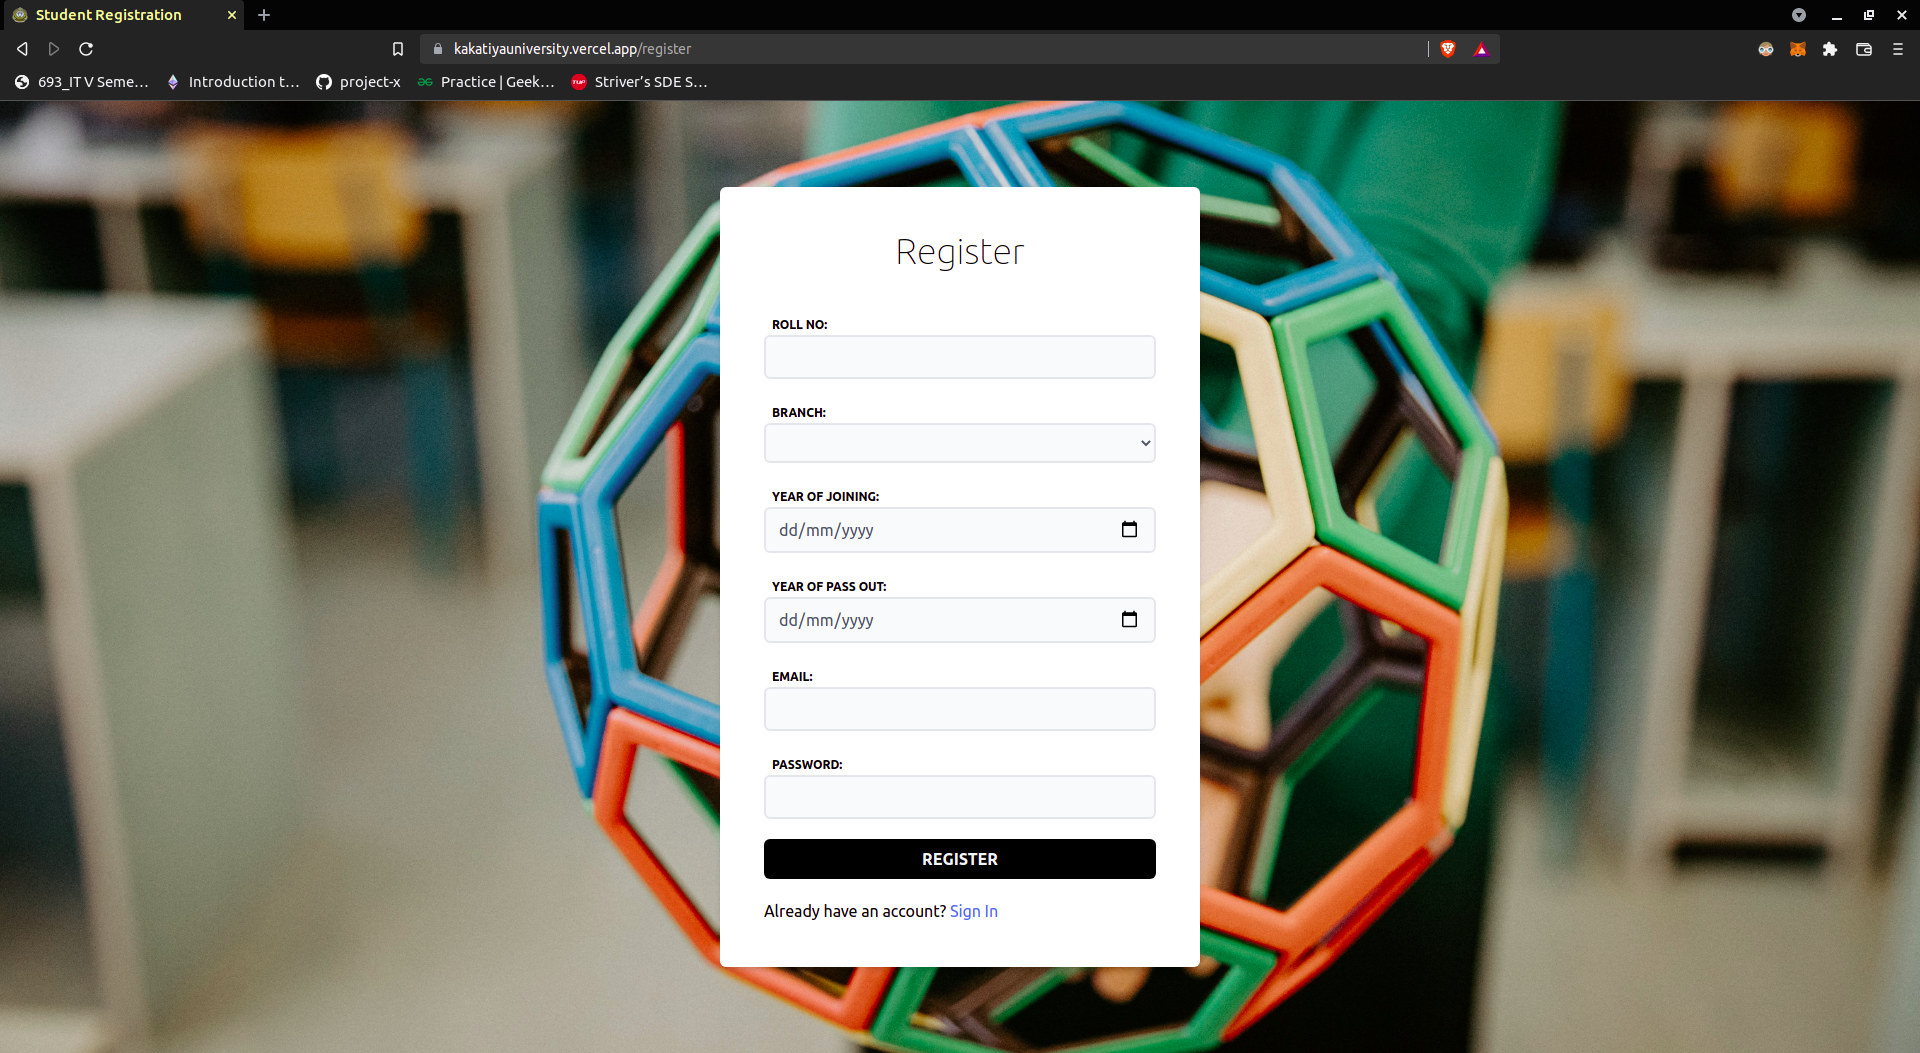 Student Registration
kakatiyauniversity.vercel.app/register
693_IT V Seme... Introduction t... project-x Practice | Geek... Striver's SDE S...
Register
ROLL NO:
BRANCH:
YEAR OF JOINING:
dd/mm/yyyy
YEAR OF PASS OUT:
dd/mm/yyyy
EMAIL:
PASSWORD:
REGISTER
Already have an account? Sign In